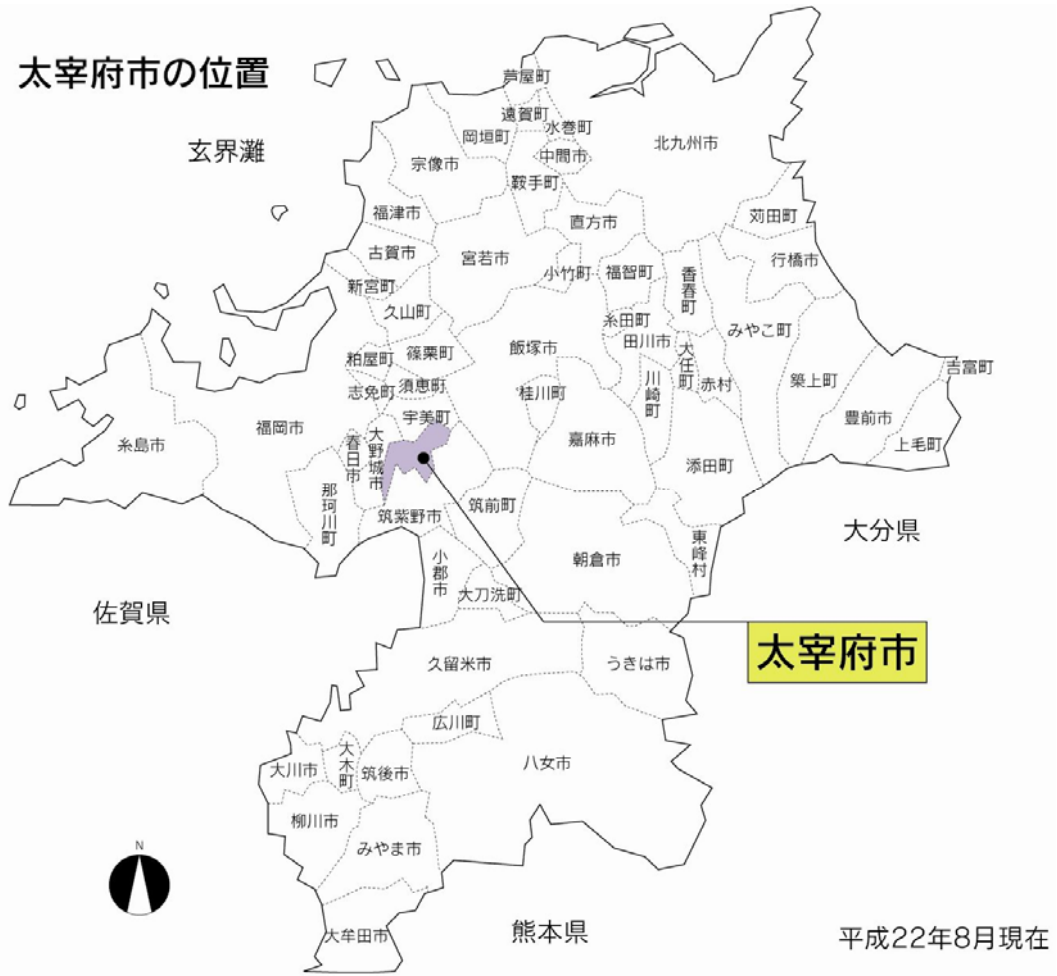 太宰府市の位置
玄界灘
芦屋町
遠賀町
水巻町
岡垣町
北九州市
中間市
宗像市
鞍手町
福津市
直方市
苅田町
古賀市
宮若市
行橋市
小竹町
福智町
香春町
新宮町
久山町
糸田町
みやこ町
田川市
飯塚市
粕屋町
篠栗町
大任町
吉富町
志免町
須恵町
桂川町
川崎町
赤村
築上町
宇美町
豊前市
福岡市
糸島市
春日市
大野城市
嘉麻市
上毛町
添田町
那珂川町
筑紫野市
筑前町
大分県
東峰村
小郡市
朝倉市
大刀洗町
佐賀県
太宰府市
久留米市
うきは市
広川町
大川市
大木町
筑後市
八女市
柳川市
みやま市
N
大牟田市
熊本県
平成22年8月現在